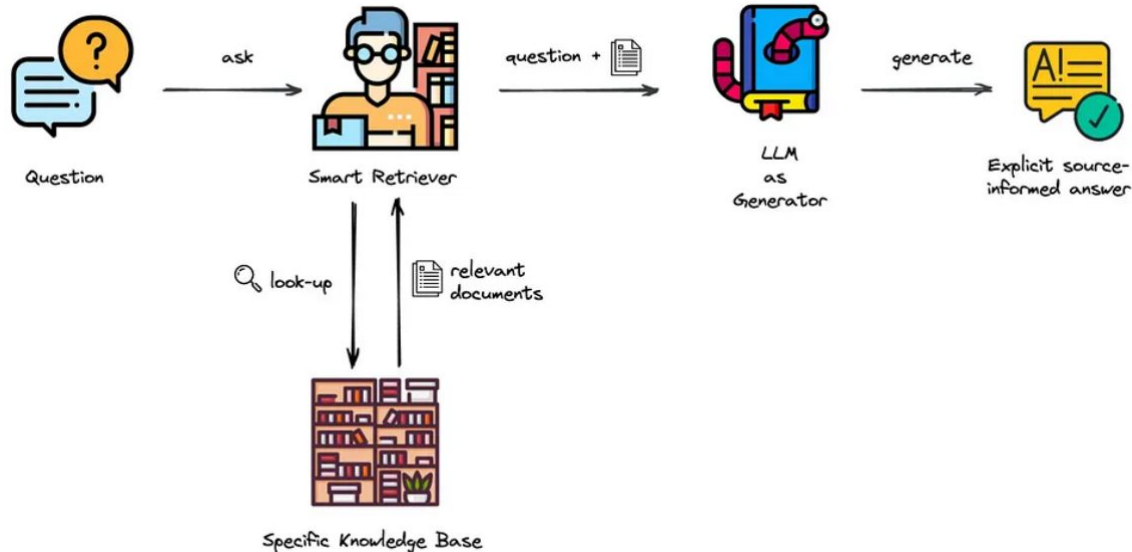 ?
ask
question +
generate
A!
Question
Smart Retriever
LLM
as
Generator
Explicit source-
informed answer
look-up
relevant
documents
Specific Knowledge Base